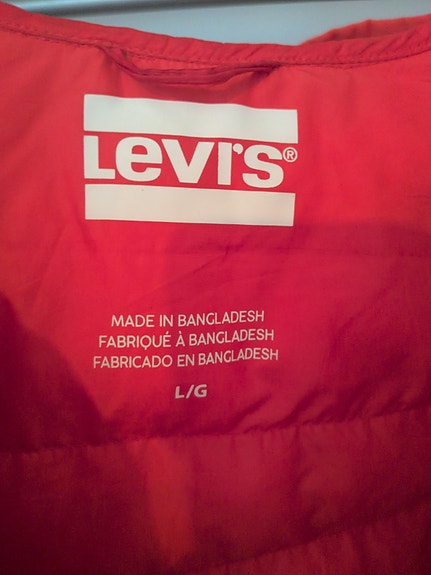 Levi's®
MADE IN BANGLADESH
FABRIQUÉ À BANGLADESH
FABRICADO EN BANGLADESH
L/G